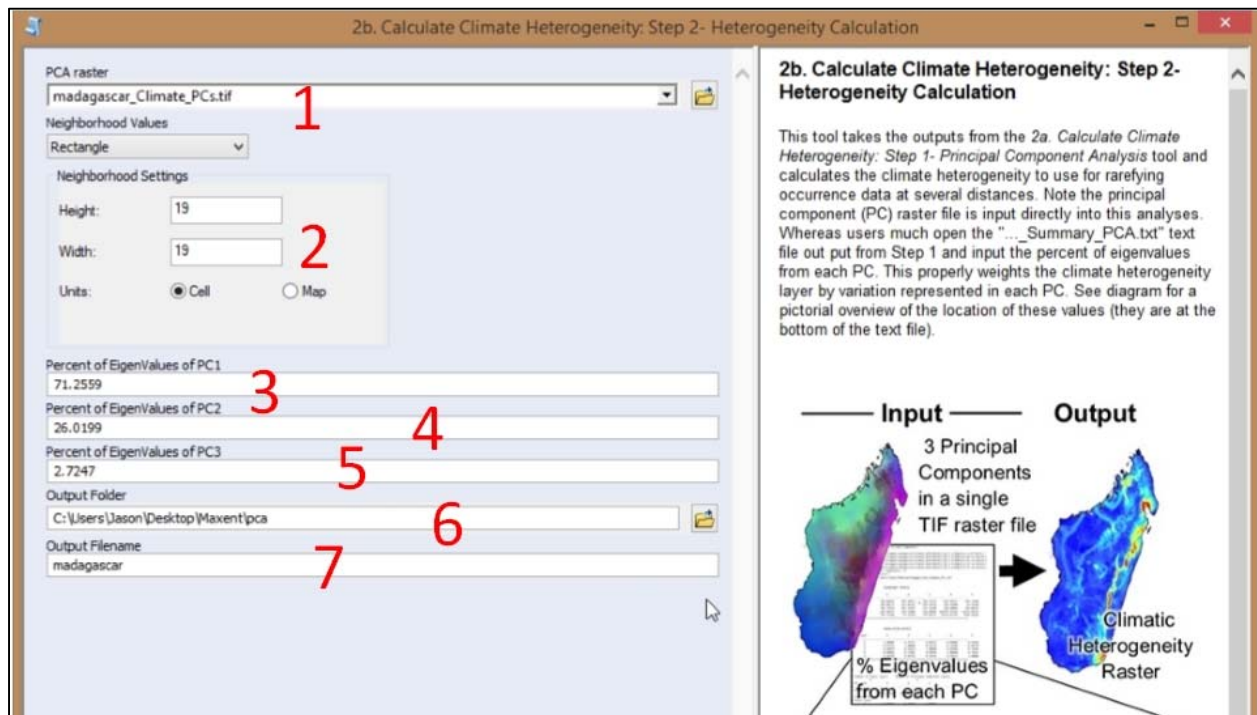 2b. Calculate Climate Heterogeneity: Step 2- Heterogeneity Calculation
PCA raster
madagascar_Climate_PCs.tif
1
Neighborhood Values
Rectangle
Neighborhood Settings
Height:
19
2
Width:
19
Units:
Cell
Map
Percent of EigenValues of PC1
71.2559
3
Percent of EigenValues of PC2
26.0199
4
Percent of EigenValues of PC3
2.7247
5
Output Folder
C:\Users\Jason\Desktop\Maxent\pca
6
Output Filename
madagascar
7
2b. Calculate Climate Heterogeneity: Step 2-
Heterogeneity Calculation
This tool takes the outputs from the 2a. Calculate Climate
Heterogeneity: Step 1- Principal Component Analysis tool and
calculates the climate heterogeneity to use for rarefying
occurrence data at several distances. Note the principal
component (PC) raster file is input directly into this analyses.
Whereas users much open the "..._Summary_PCA.txt" text
file out put from Step 1 and input the percent of eigenvalues
from each PC. This properly weights the climate heterogeneity
layer by variation represented in each PC. See diagram for a
pictorial overview of the location of these values (they are at the
bottom of the text file).
Input
Output
3 Principal
Components
in a single
TIF raster file
% Eigenvalues
from each PC
Climatic
Heterogeneity
Raster